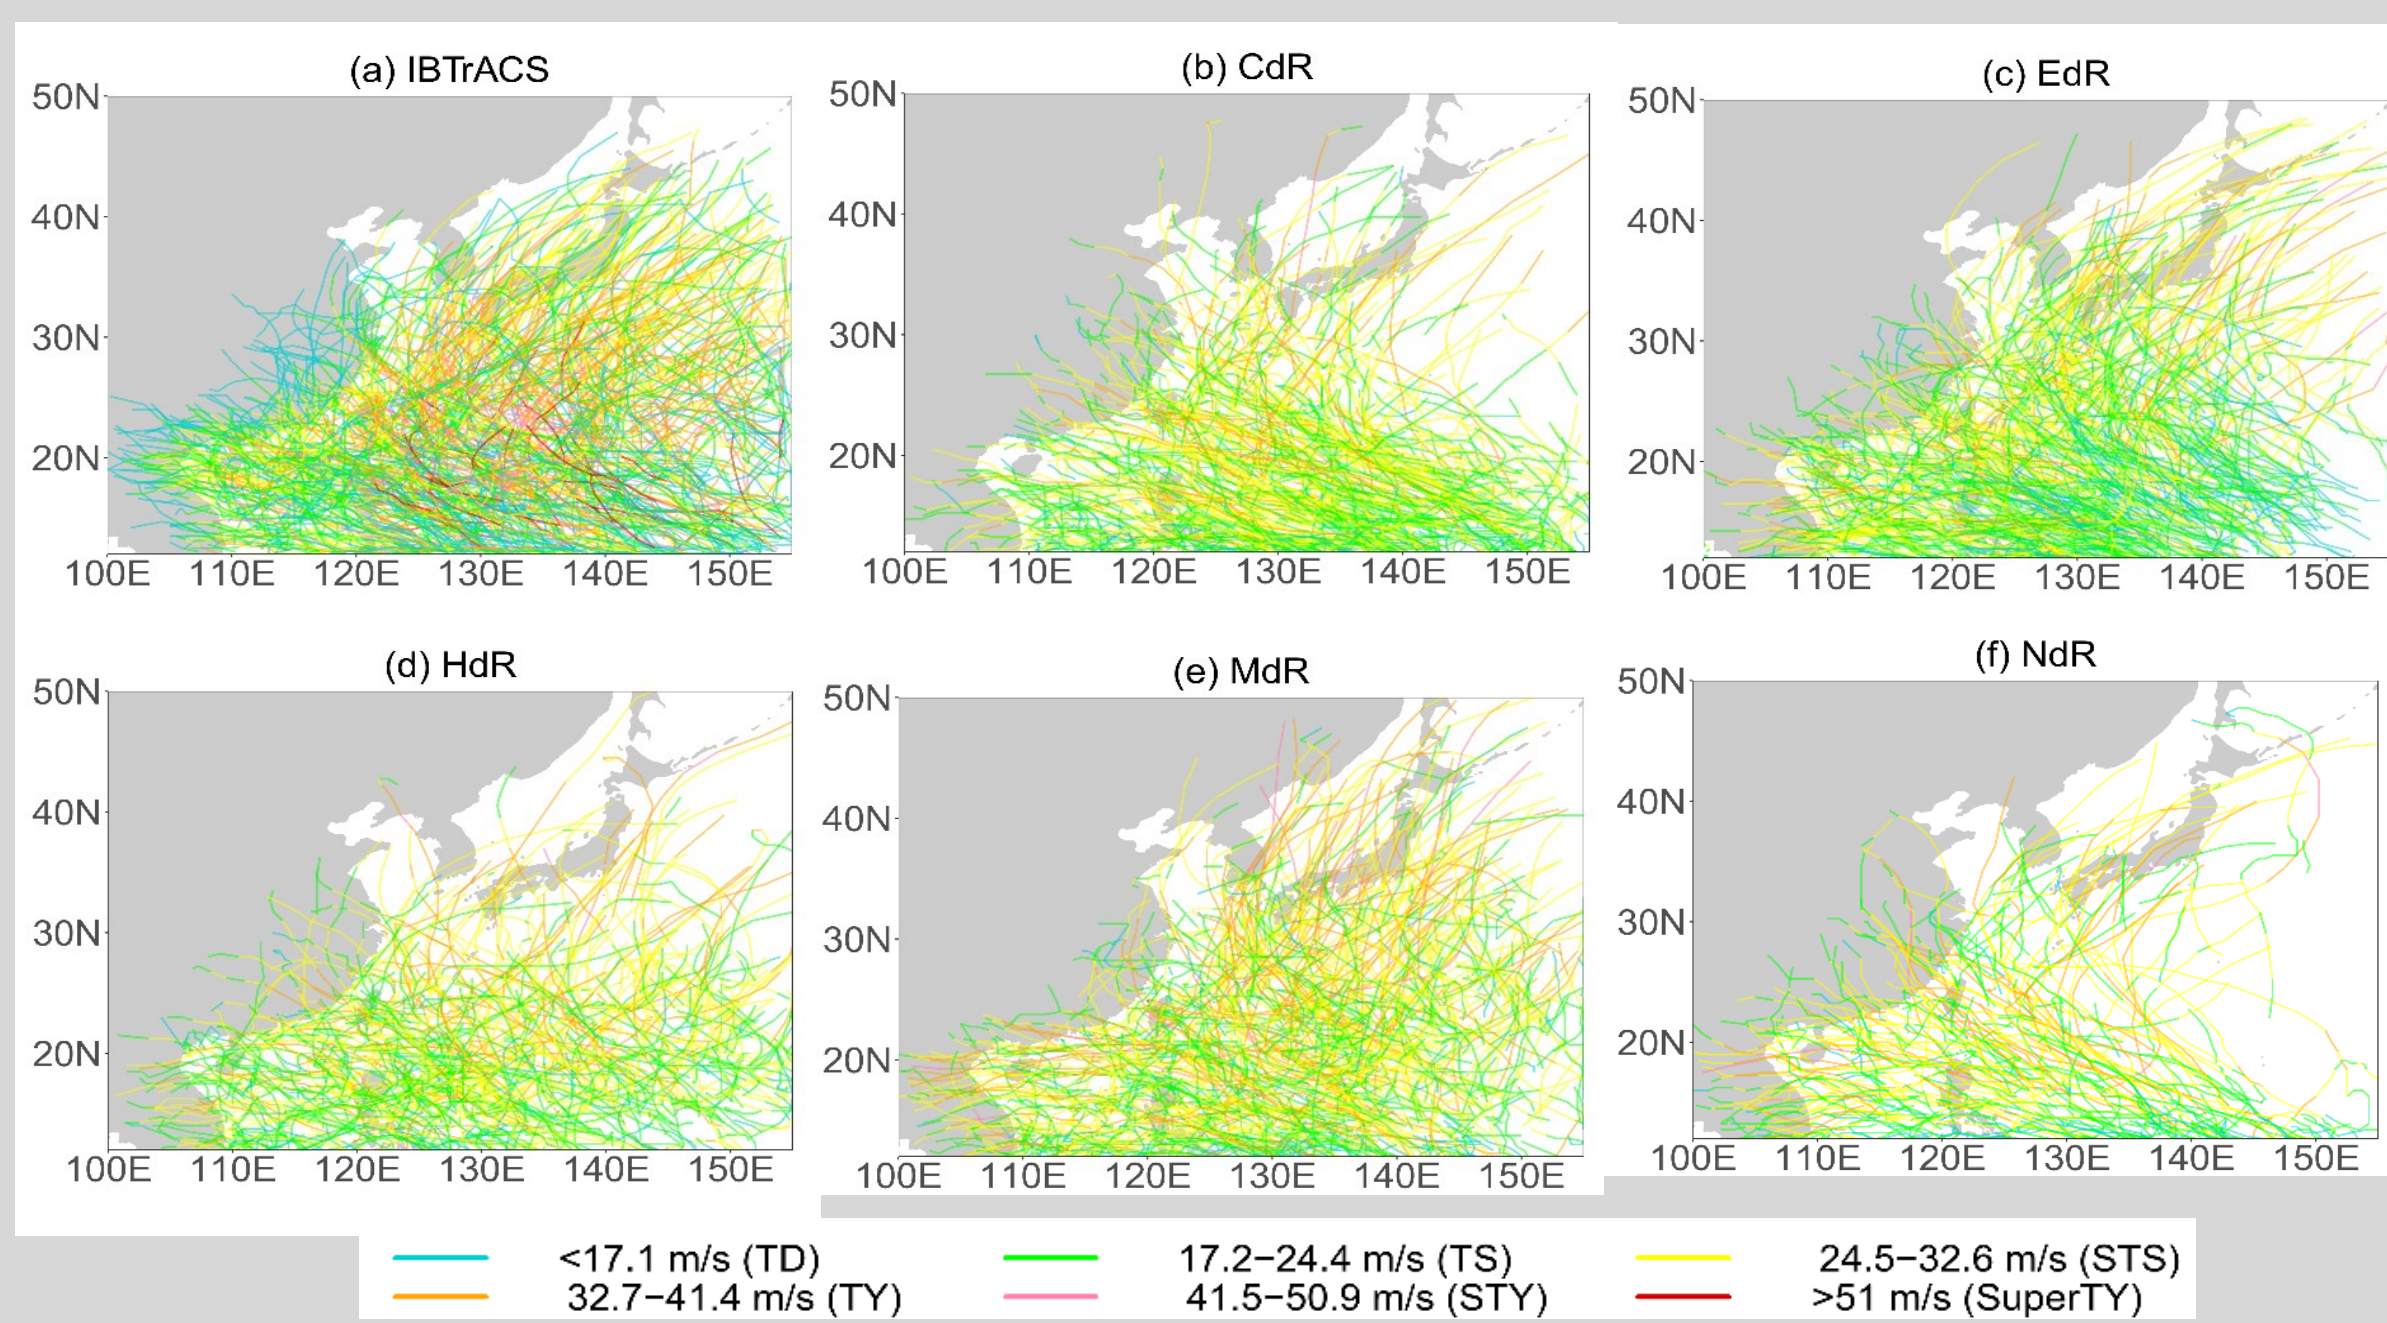 (a) IBTrACS
(b) CdR
(c) EdR
50N
40N
30N
20N
100E 110E 120E 130E 140E 150E
50N
40N
30N
20N
100E 110E 120E 130E 140E 150E
50N
40N
30N
20N
100E 110E 120E 130E 140E 150E
(d) HdR
(e) MdR
(f) NdR
50N
40N
30N
20N
100E 110E 120E 130E 140E 150E
50N
40N
30N
20N
100E 110E 120E 130E 140E 150E
50N
40N
30N
20N
100E 110E 120E 130E 140E 150E
<17.1 m/s (TD) 17.2−24.4 m/s (TS) 24.5−32.6 m/s (STS)
32.7−41.4 m/s (TY) 41.5−50.9 m/s (STY) >51 m/s (SuperTY)